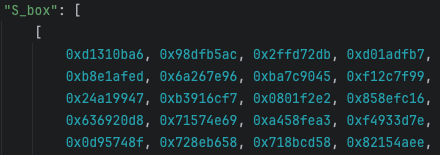 "S_box": [
[
0xd1310ba6, 0x98dfb5ac, 0x2ffd72db, 0xd01adfb7,
0xb8e1afed, 0x6a267e96, 0xba7c9045, 0xf12c7f99,
0x24a19947, 0xb3916cf7, 0x0801f2e2, 0x858efc16,
0x636920d8, 0x71574e69, 0xa458fea3, 0xf4933d7e,
0x0d95748f, 0x728eb658, 0x718bcd58, 0x82154aee,